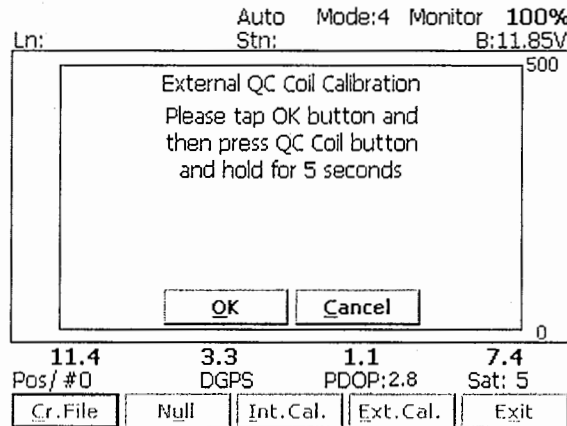 Auto Mode:4 Monitor 100%
Ln: Stn: B:11.85V
500
External QC Coil Calibration
Please tap OK button and
then press QC Coil button
and hold for 5 seconds
OK Cancel
0
11.4 3.3 1.1 7.4
Pos/ #0 DGPS PDOP:2.8 Sat: 5
Cr.File Null Int.Cal. Ext.Cal. Exit